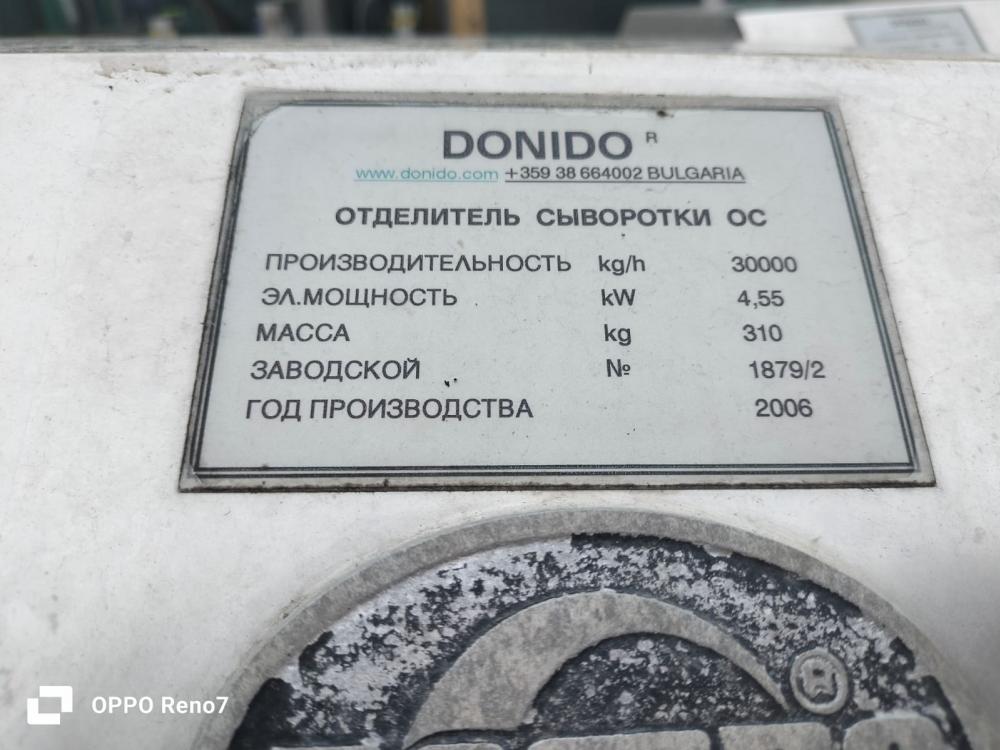 DONIDO R
www.donido.com +359 38 664002 BULGARIA
ОТДЕЛИТЕЛЬ СЫВОРОТКИ ОС
ПРОИЗВОДИТЕЛЬНОСТЬ kg/h 30000
ЭЛ.МОЩНОСТЬ kW 4,55
МАССА kg 310
ЗАВОДСКОЙ № 1879/2
ГОД ПРОИЗВОДСТВА 2006
®
OPPO Reno7